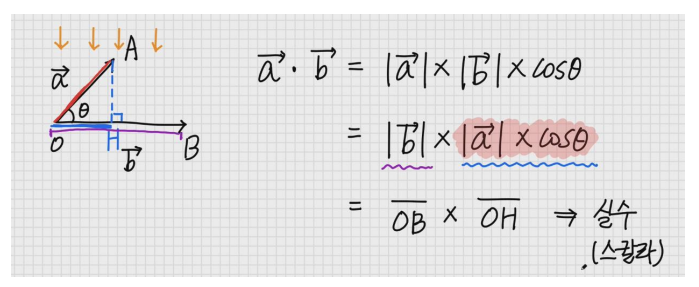 A
$\vec{a}$
θ
O
H
$\vec{b}$
B
$\vec{a} \cdot \vec{b} = |\vec{a}| \times |\vec{b}| \times \cos\theta$
$= |\vec{b}| \times |\vec{a}| \times \cos\theta$
$= \overline{OB} \times \overline{OH}$ ⇒ 실수
(스칼라)